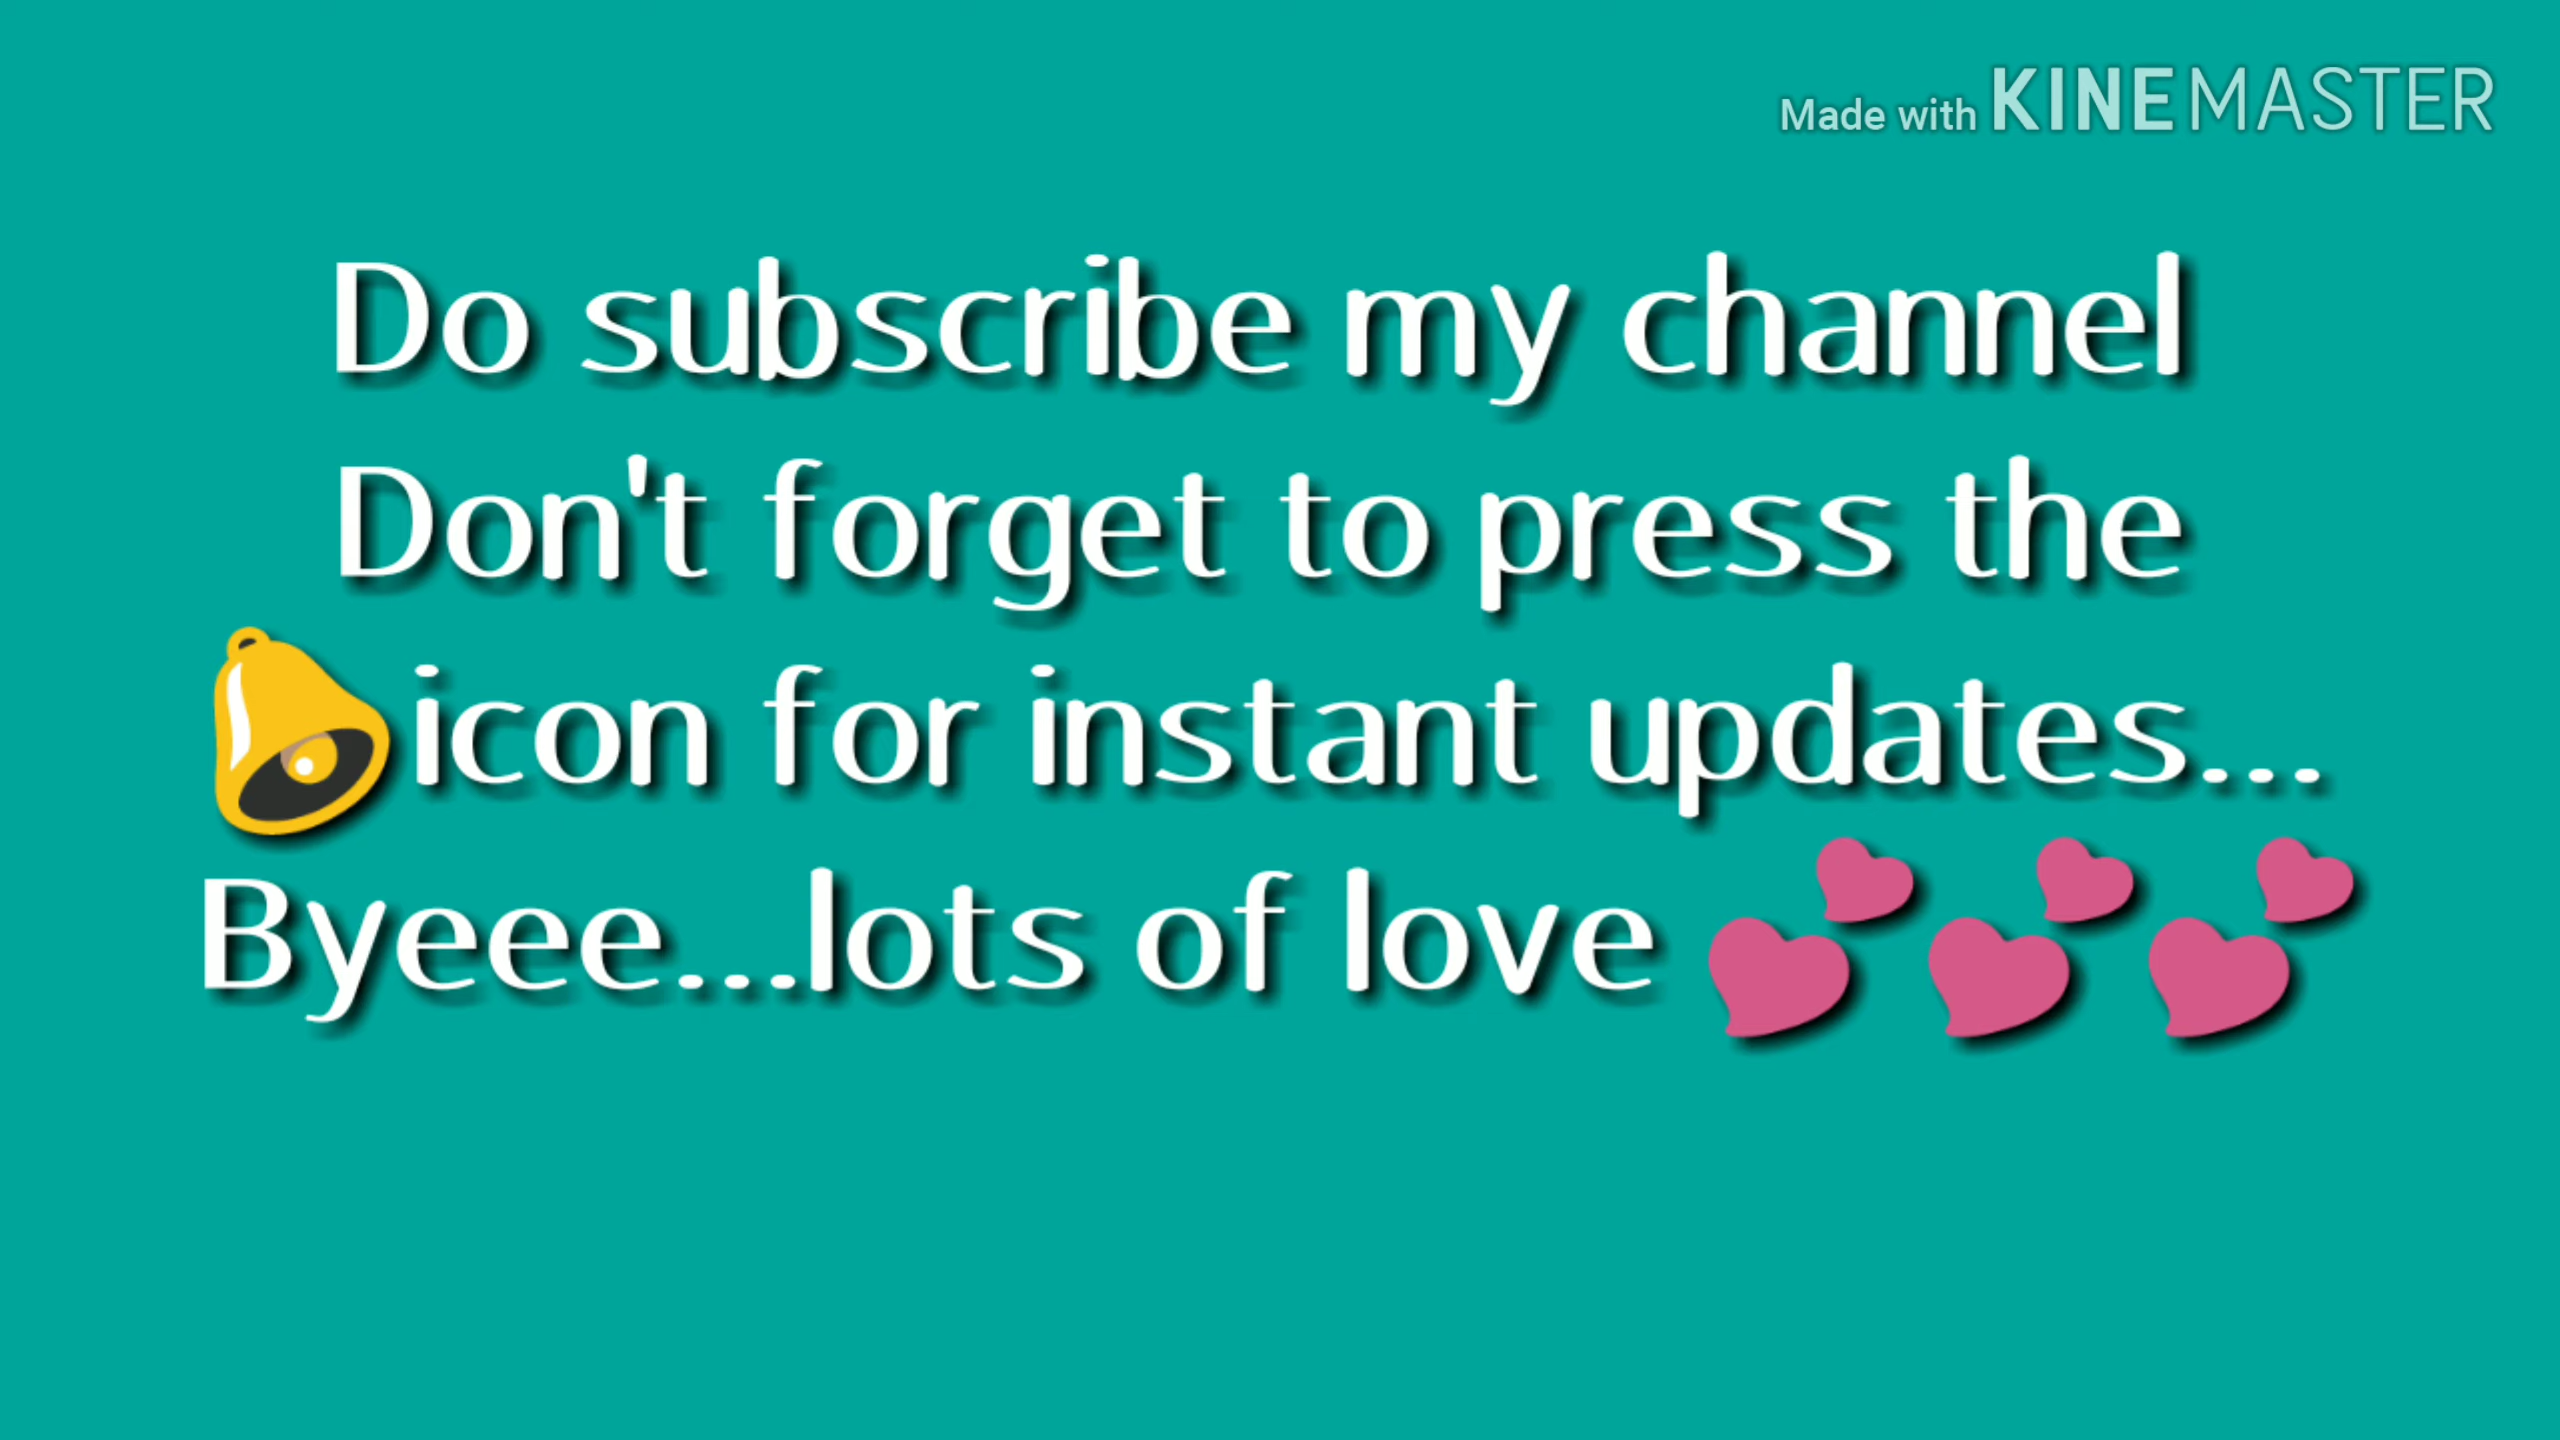 Made with KINEMASTER
Do subscribe my channel
Don't forget to press the
🔔icon for instant updates...
Byeee...lots of love 💕💕💕